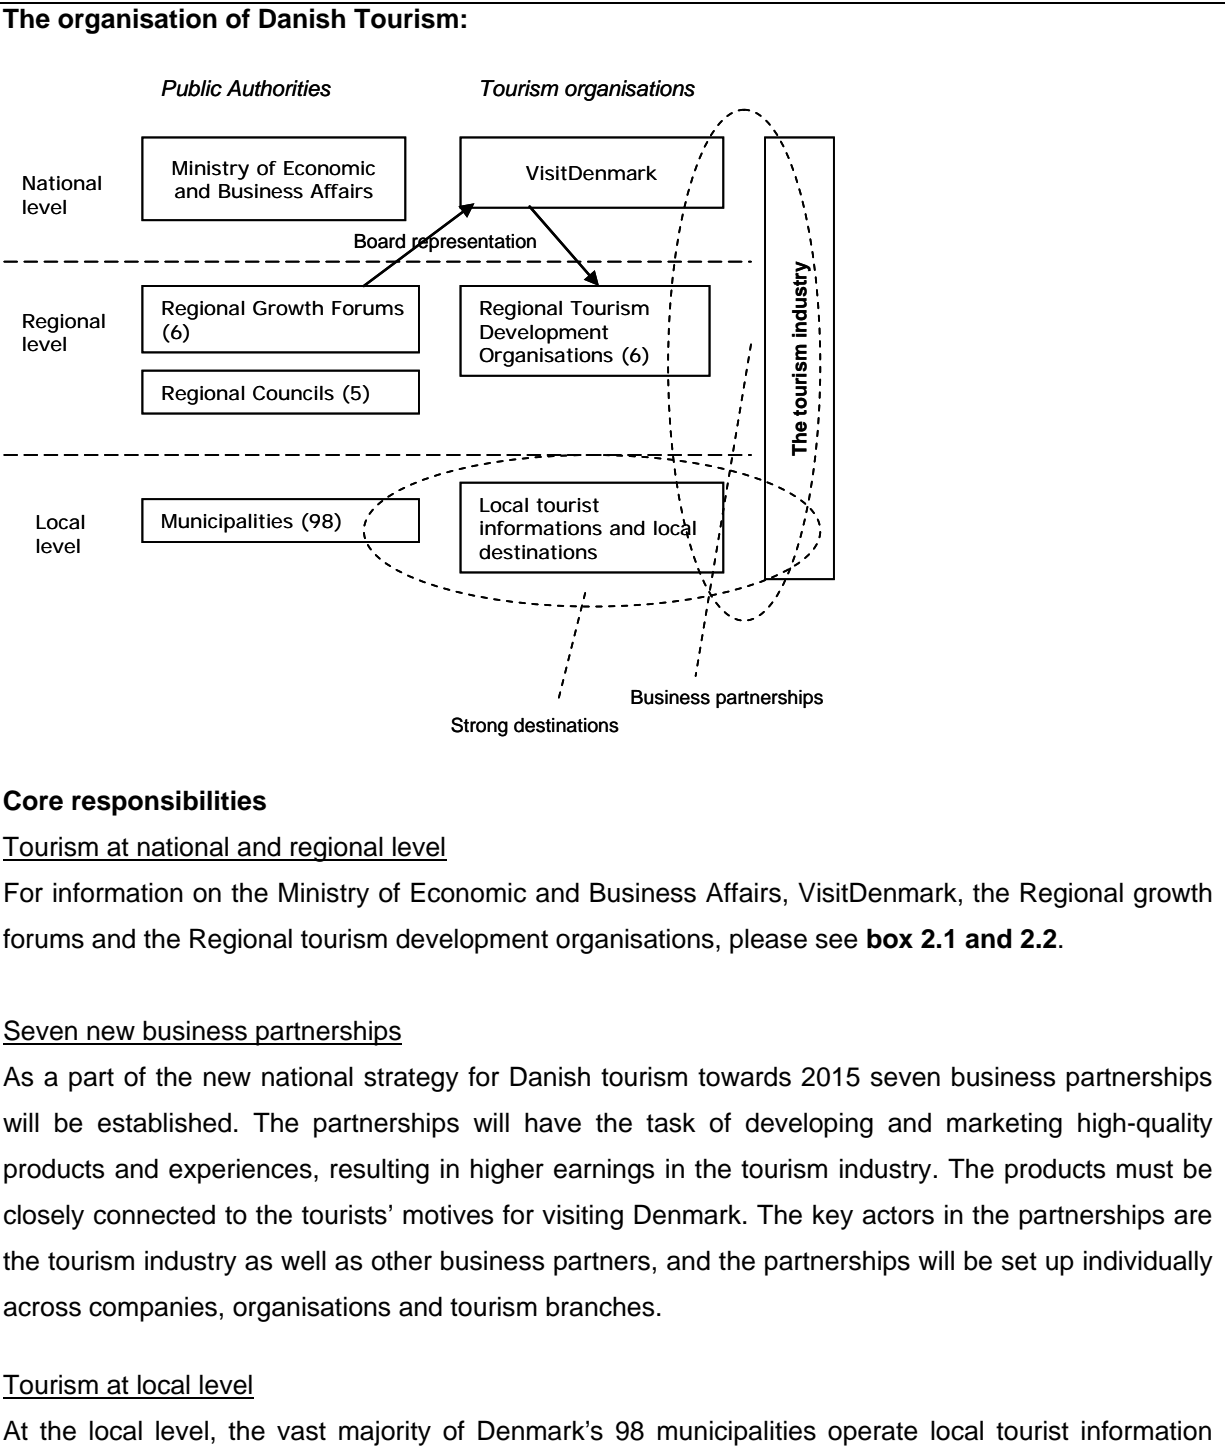 The organisation of Danish Tourism:
Public Authorities
Tourism organisations
National
level
Ministry of Economic
and Business Affairs
VisitDenmark
Board representation
Regional
level
Regional Growth Forums
(6)
Regional Tourism
Development
Organisations (6)
Regional Councils (5)
The tourism industry
Local
level
Municipalities (98)
Local tourist
informations and local
destinations
Business partnerships
Strong destinations
Core responsibilities
Tourism at national and regional level
For information on the Ministry of Economic and Business Affairs, VisitDenmark, the Regional growth
forums and the Regional tourism development organisations, please see box 2.1 and 2.2.
Seven new business partnerships
As a part of the new national strategy for Danish tourism towards 2015 seven business partnerships
will be established. The partnerships will have the task of developing and marketing high-quality
products and experiences, resulting in higher earnings in the tourism industry. The products must be
closely connected to the tourists’ motives for visiting Denmark. The key actors in the partnerships are
the tourism industry as well as other business partners, and the partnerships will be set up individually
across companies, organisations and tourism branches.
Tourism at local level
At the local level, the vast majority of Denmark’s 98 municipalities operate local tourist information